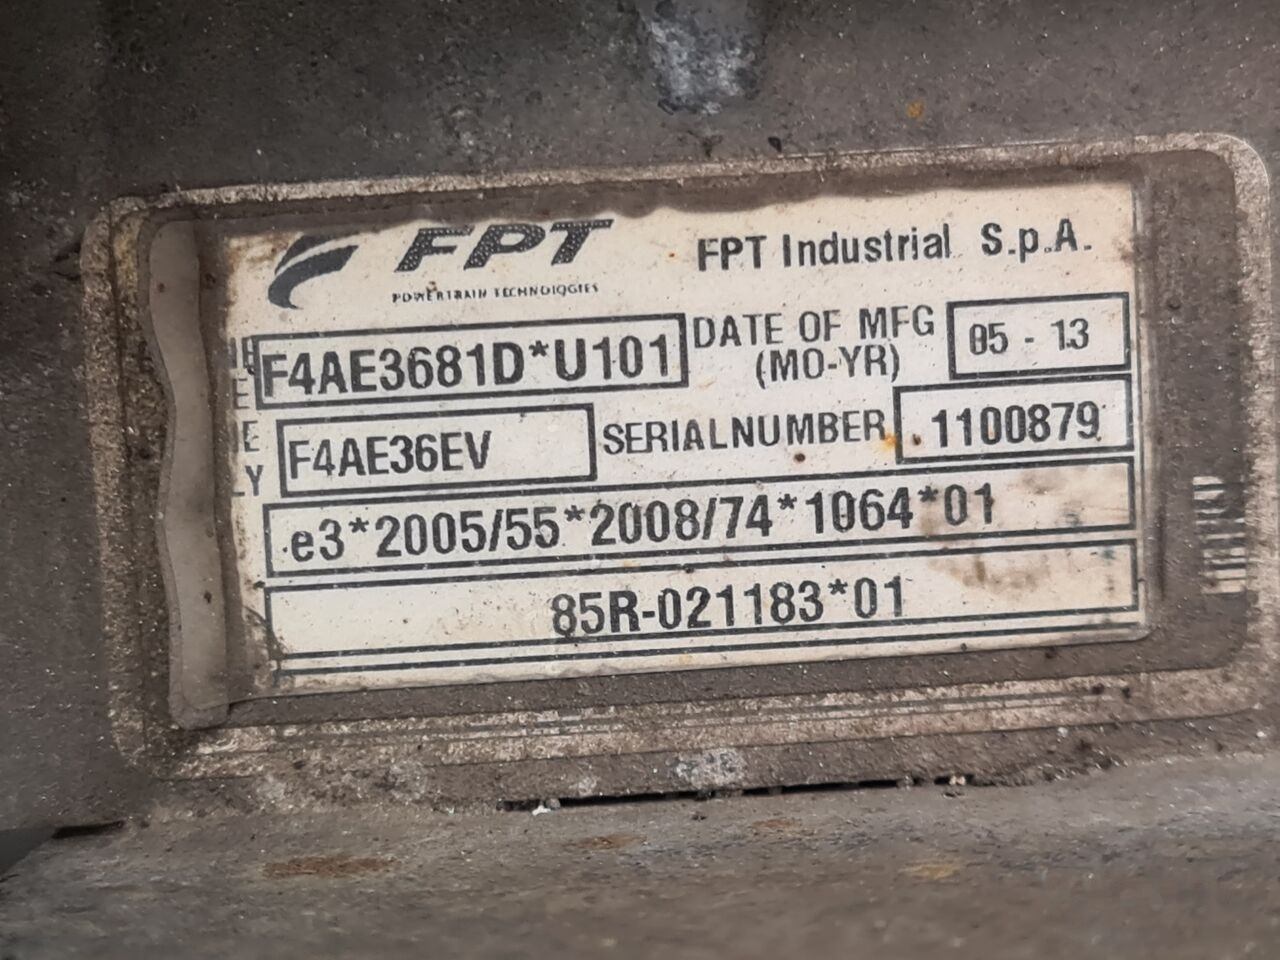 FPT
POWERTRAIN TECHNOLOGIES
FPT Industrial S.p.A.
F4AE3681D*U101
DATE OF MFG
(MO-YR)
05 - 13
F4AE36EV
SERIALNUMBER
1100879
e3*2005/55*2008/74*1064*01
85R-021183*01